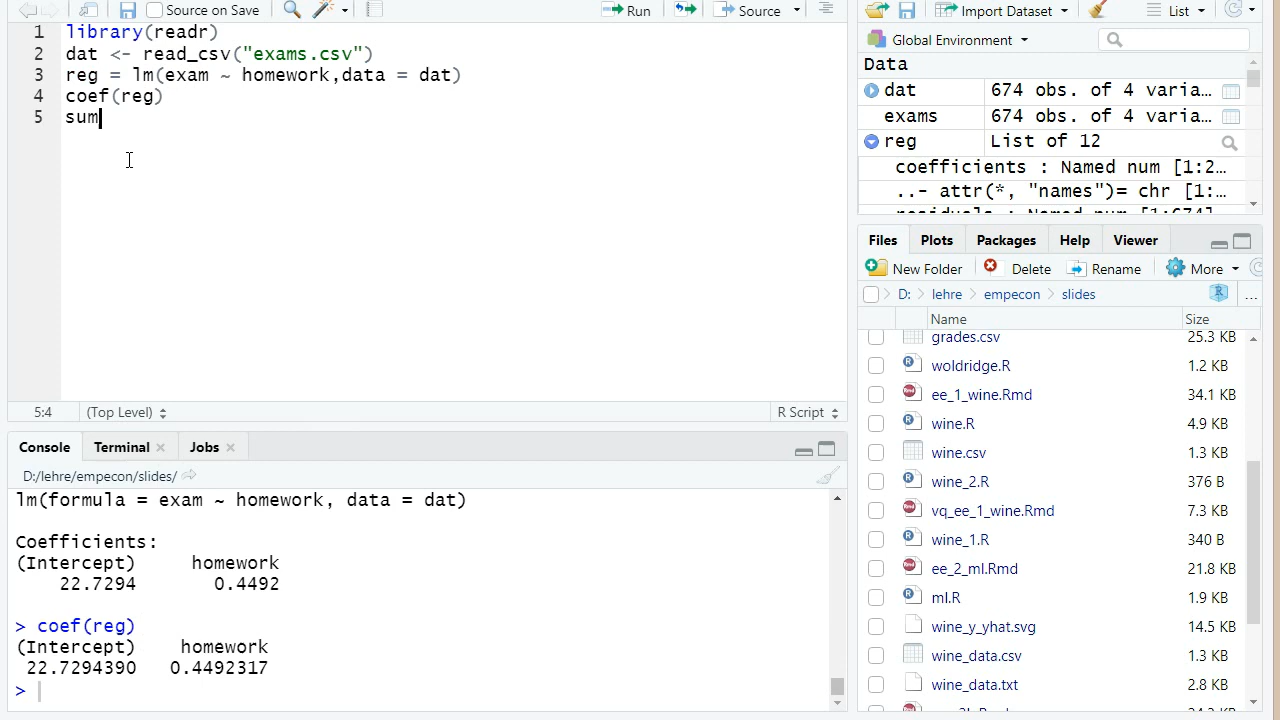 Source on Save
Run
Source
1 library(readr)
2 dat <- read_csv("exams.csv")
3 reg = lm(exam ~ homework,data = dat)
4 coef(reg)
5 sum
5:4 (Top Level) R Script
Console Terminal Jobs
D:/lehre/empecon/slides/
lm(formula = exam ~ homework, data = dat)
Coefficients:
(Intercept) homework
22.7294 0.4492
> coef(reg)
(Intercept) homework
22.7294390 0.4492317
>
Import Dataset List
Global Environment
Data
dat 674 obs. of 4 varia…
exams 674 obs. of 4 varia…
reg List of 12
coefficients : Named num [1:2…
..- attr(*, "names")= chr [1:…
residuals : Named num [1:674]
Files Plots Packages Help Viewer
New Folder Delete Rename More
D: lehre empecon slides ...
Name Size
grades.csv 25.3 KB
woldridge.R 1.2 KB
ee_1_wine.Rmd 34.1 KB
wine.R 4.9 KB
wine.csv 1.3 KB
wine_2.R 376 B
vq_ee_1_wine.Rmd 7.3 KB
wine_1.R 340 B
ee_2_ml.Rmd 21.8 KB
ml.R 1.9 KB
wine_y_yhat.svg 14.5 KB
wine_data.csv 1.3 KB
wine_data.txt 2.8 KB